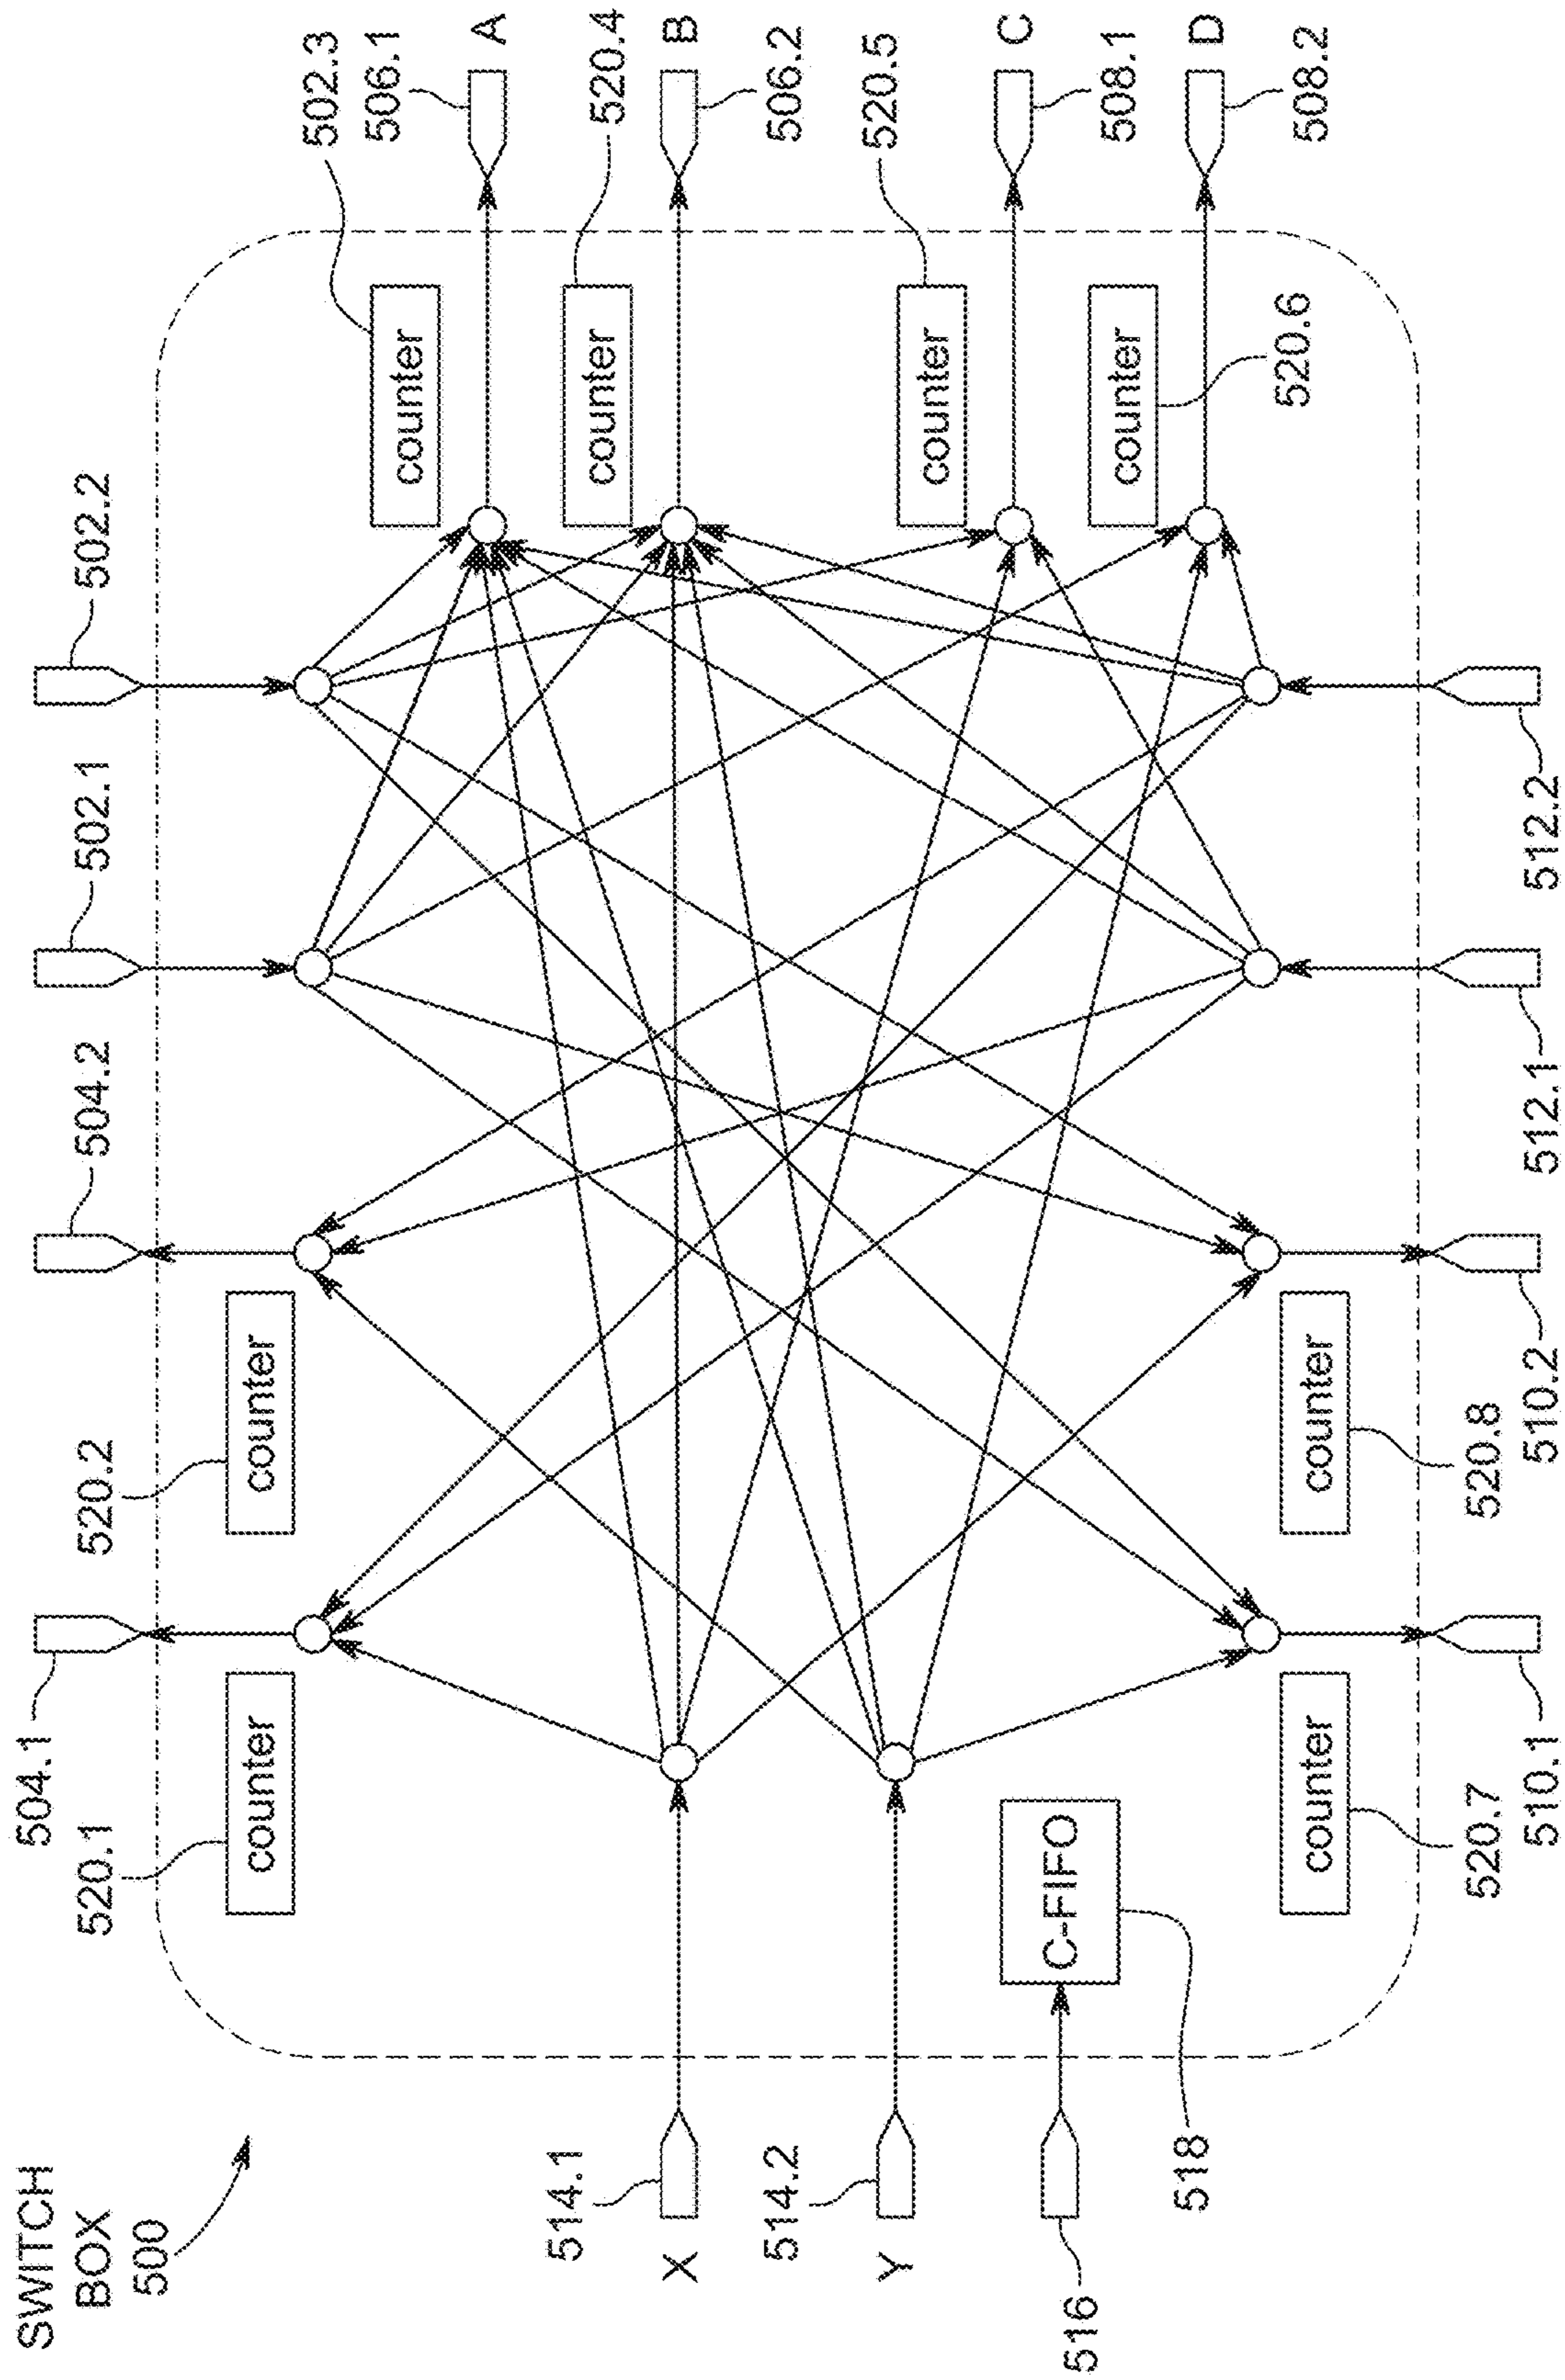 SWITCH
BOX
500
504.1
520.1
520.2
504.2
502.1
502.2
502.3
506.1
A
520.4
B
506.2
520.5
C
508.1
D
508.2
520.6
counter
counter
counter
counter
counter
counter
counter
counter
514.1
X
514.2
Y
516
C-FIFO
518
520.7
510.1
520.8
510.2
512.1
512.2